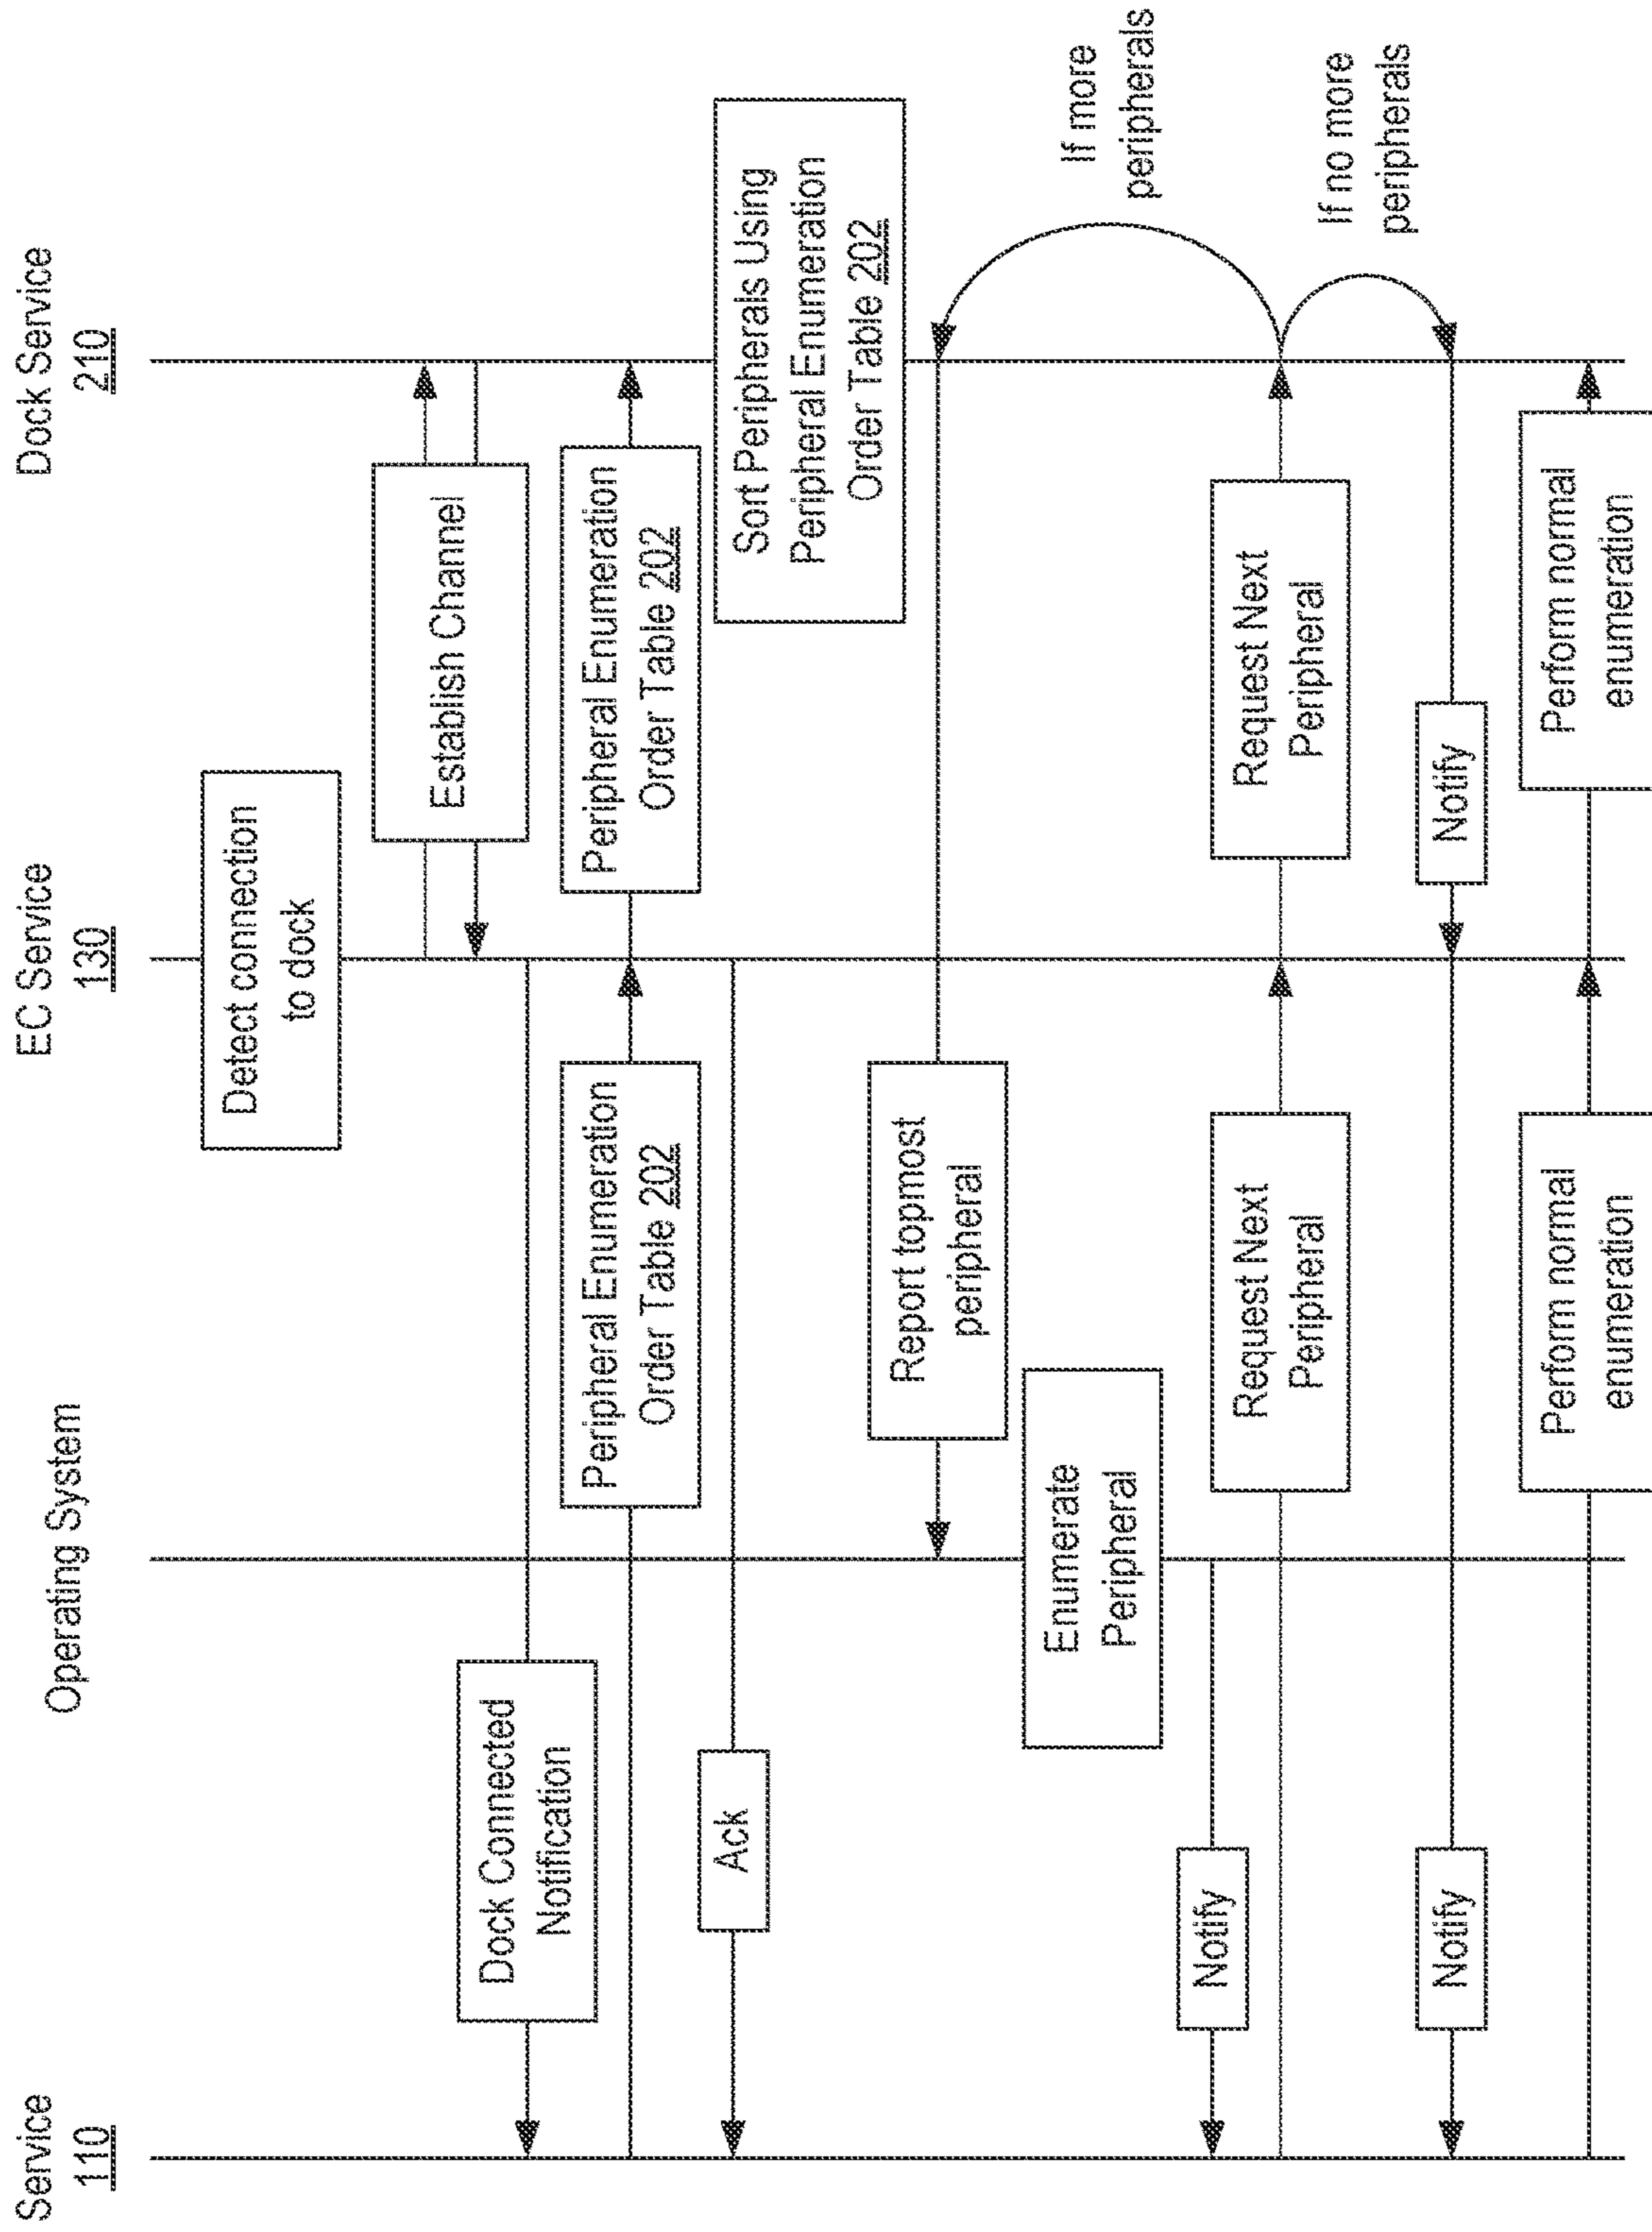 Service
110
Operating System
EC Service
130
Dock Service
210
Detect connection
to dock
Establish Channel
Dock Connected
Notification
Peripheral Enumeration
Order Table 202
Peripheral Enumeration
Order Table 202
Ack
Sort Peripherals Using
Peripheral Enumeration
Order Table 202
Report topmost
peripheral
Enumerate
Peripheral
If more
peripherals
Notify
Request Next
Peripheral
Request Next
Peripheral
If no more
peripherals
Notify
Notify
Perform normal
enumeration
Perform normal
enumeration